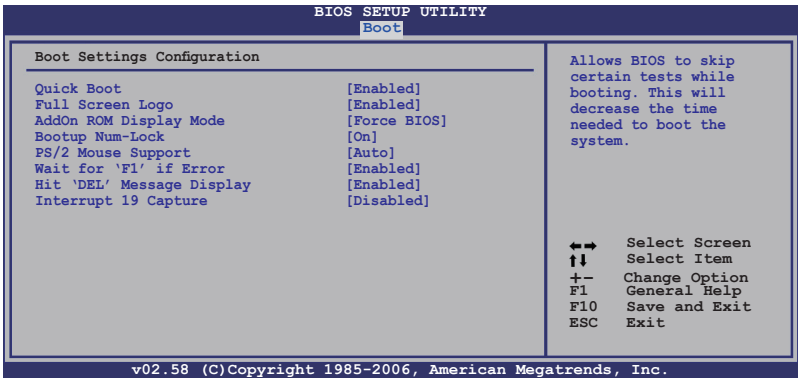 BIOS SETUP UTILITY
Boot
Boot Settings Configuration
Quick Boot [Enabled]
Full Screen Logo [Enabled]
AddOn ROM Display Mode [Force BIOS]
Bootup Num-Lock [On]
PS/2 Mouse Support [Auto]
Wait for ‘F1’ if Error [Enabled]
Hit ‘DEL’ Message Display [Enabled]
Interrupt 19 Capture [Disabled]
Allows BIOS to skip
certain tests while
booting. This will
decrease the time
needed to boot the
system.
←→ Select Screen
↑↓ Select Item
+- Change Option
F1 General Help
F10 Save and Exit
ESC Exit
v02.58 (C)Copyright 1985-2006, American Megatrends, Inc.